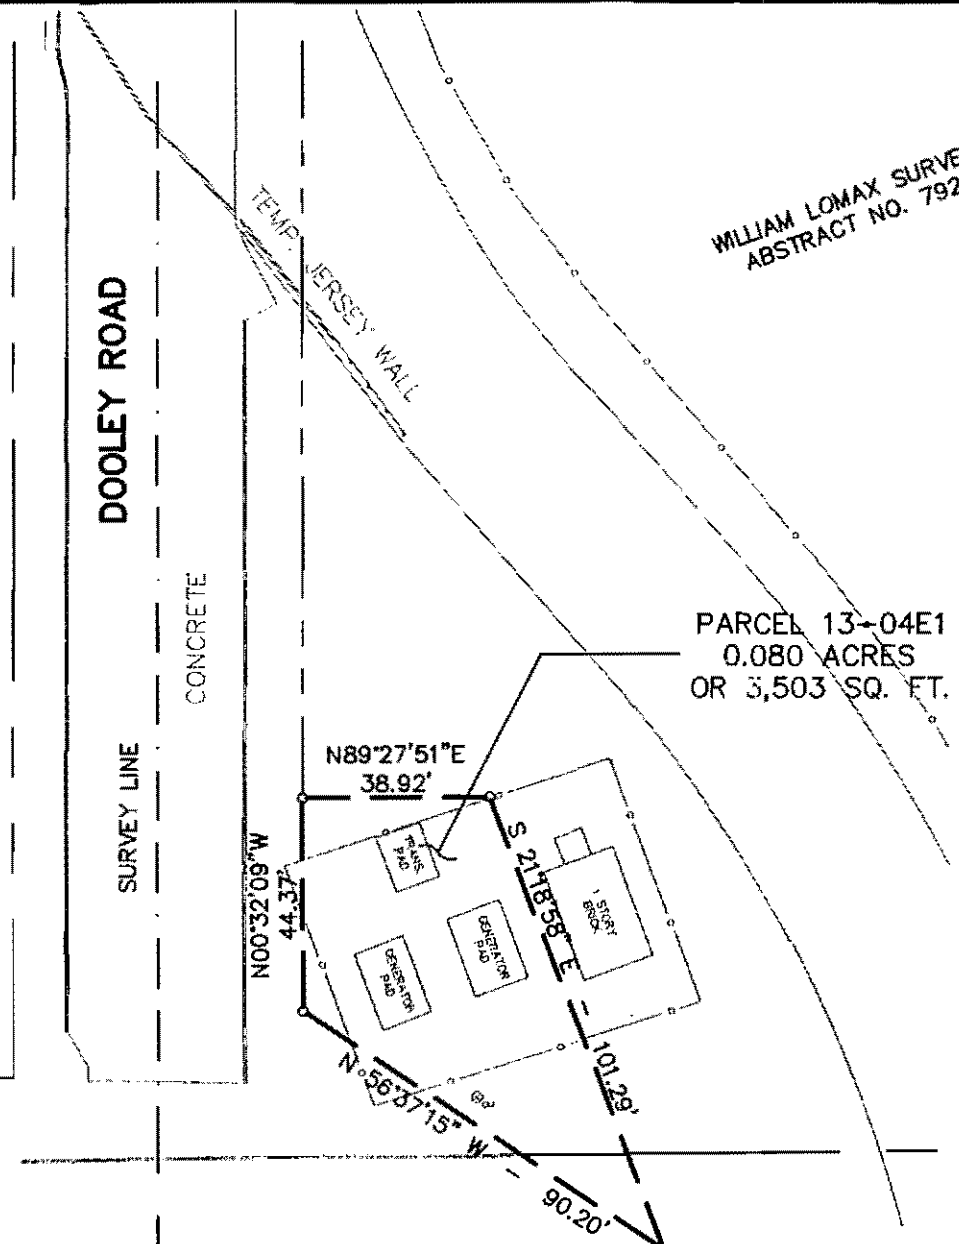 WILLIAM LOMAX SURVE
ABSTRACT NO. 792
TEMP. JERSEY WALL
DOOLEY ROAD
CONCRETE
SURVEY LINE
PARCEL 13-04E1
0.080 ACRES
OR 3,503 SQ. FT.
N89°27'51"E
38.92'
N00°32'09"W
44.37'
S 21°18'58" E - 101.29'
TRANS.
PAD
1 STORY
BRICK
GENERATOR
PAD
GENERATOR
PAD
N 56°37'15" W - 90.20'